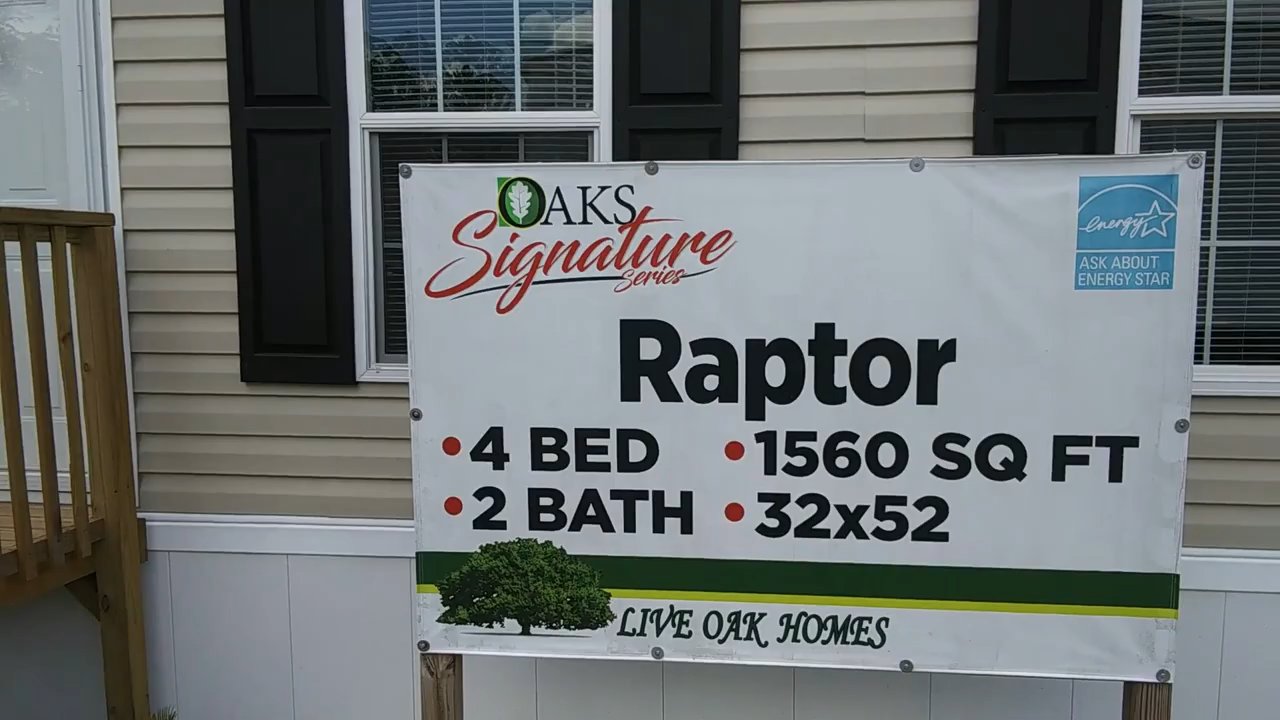 OAKS
Signature
Series
energy
ASK ABOUT
ENERGY STAR
Raptor
• 4 BED
• 1560 SQ FT
• 2 BATH
• 32x52
LIVE OAK HOMES